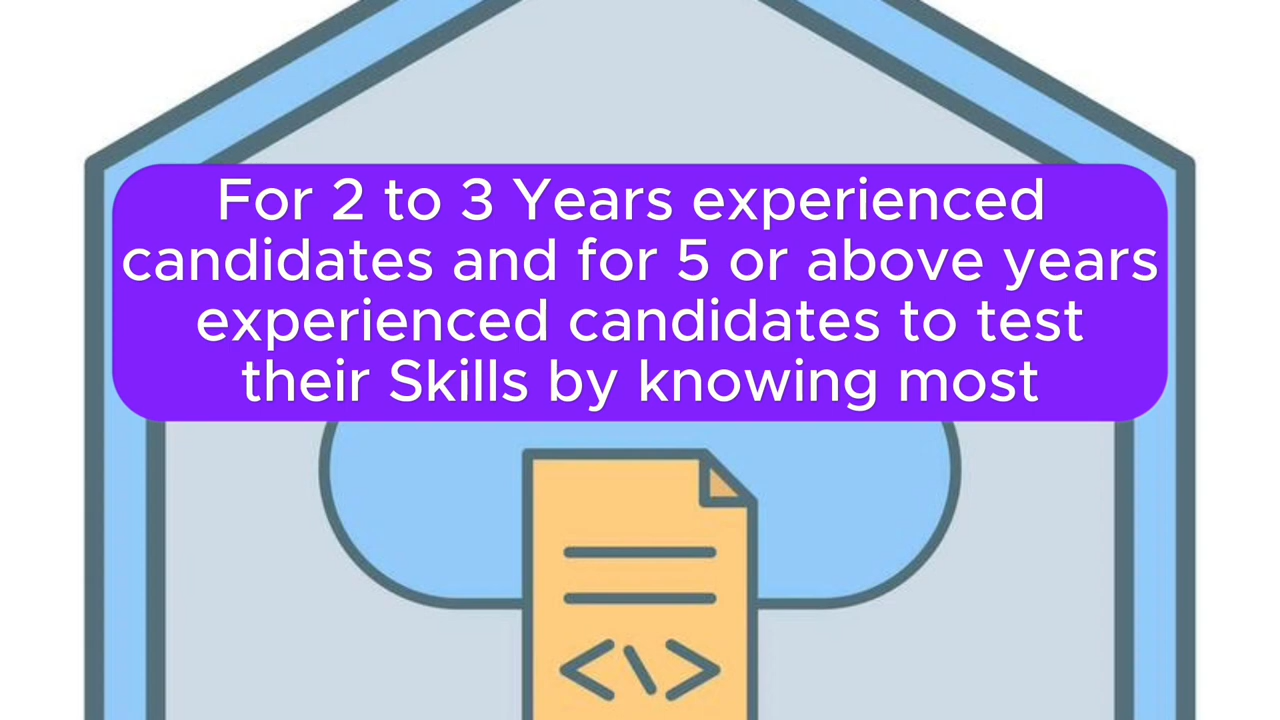 For 2 to 3 Years experienced
candidates and for 5 or above years
experienced candidates to test
their Skills by knowing most
<\>